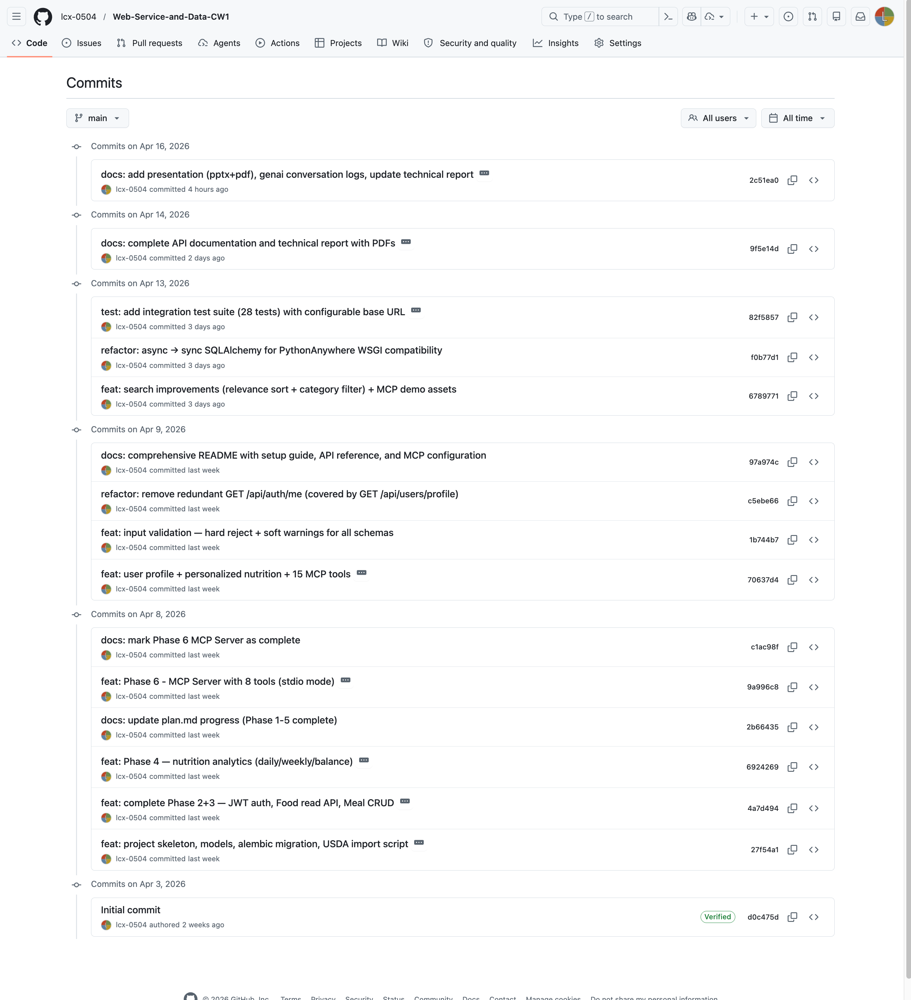 lcx-0504 / Web-Service-and-Data-CW1
Type / to search
Code Issues Pull requests Agents Actions Projects Wiki Security and quality Insights Settings
Commits
main All users All time
Commits on Apr 16, 2026
docs: add presentation (pptx+pdf), genai conversation logs, update technical report
lcx-0504 committed 4 hours ago
2c51ea0
Commits on Apr 14, 2026
docs: complete API documentation and technical report with PDFs
lcx-0504 committed 2 days ago
9f5e14d
Commits on Apr 13, 2026
test: add integration test suite (28 tests) with configurable base URL
lcx-0504 committed 3 days ago
82f5857
refactor: async → sync SQLAlchemy for PythonAnywhere WSGI compatibility
lcx-0504 committed 3 days ago
f0b77d1
feat: search improvements (relevance sort + category filter) + MCP demo assets
lcx-0504 committed 3 days ago
6789771
Commits on Apr 9, 2026
docs: comprehensive README with setup guide, API reference, and MCP configuration
lcx-0504 committed last week
97a974c
refactor: remove redundant GET /api/auth/me (covered by GET /api/users/profile)
lcx-0504 committed last week
c5ebe66
feat: input validation — hard reject + soft warnings for all schemas
lcx-0504 committed last week
1b744b7
feat: user profile + personalized nutrition + 15 MCP tools
lcx-0504 committed last week
70637d4
Commits on Apr 8, 2026
docs: mark Phase 6 MCP Server as complete
lcx-0504 committed last week
c1ac98f
feat: Phase 6 - MCP Server with 8 tools (stdio mode)
lcx-0504 committed last week
9a996c8
docs: update plan.md progress (Phase 1-5 complete)
lcx-0504 committed last week
2b66435
feat: Phase 4 — nutrition analytics (daily/weekly/balance)
lcx-0504 committed last week
6924269
feat: complete Phase 2+3 — JWT auth, Food read API, Meal CRUD
lcx-0504 committed last week
4a7d494
feat: project skeleton, models, alembic migration, USDA import script
lcx-0504 committed last week
27f54a1
Commits on Apr 3, 2026
Initial commit
lcx-0504 authored 2 weeks ago
Verified d0c475d
© 2026 GitHub, Inc. Terms Privacy Security Status Community Docs Contact Manage cookies Do not share my personal information